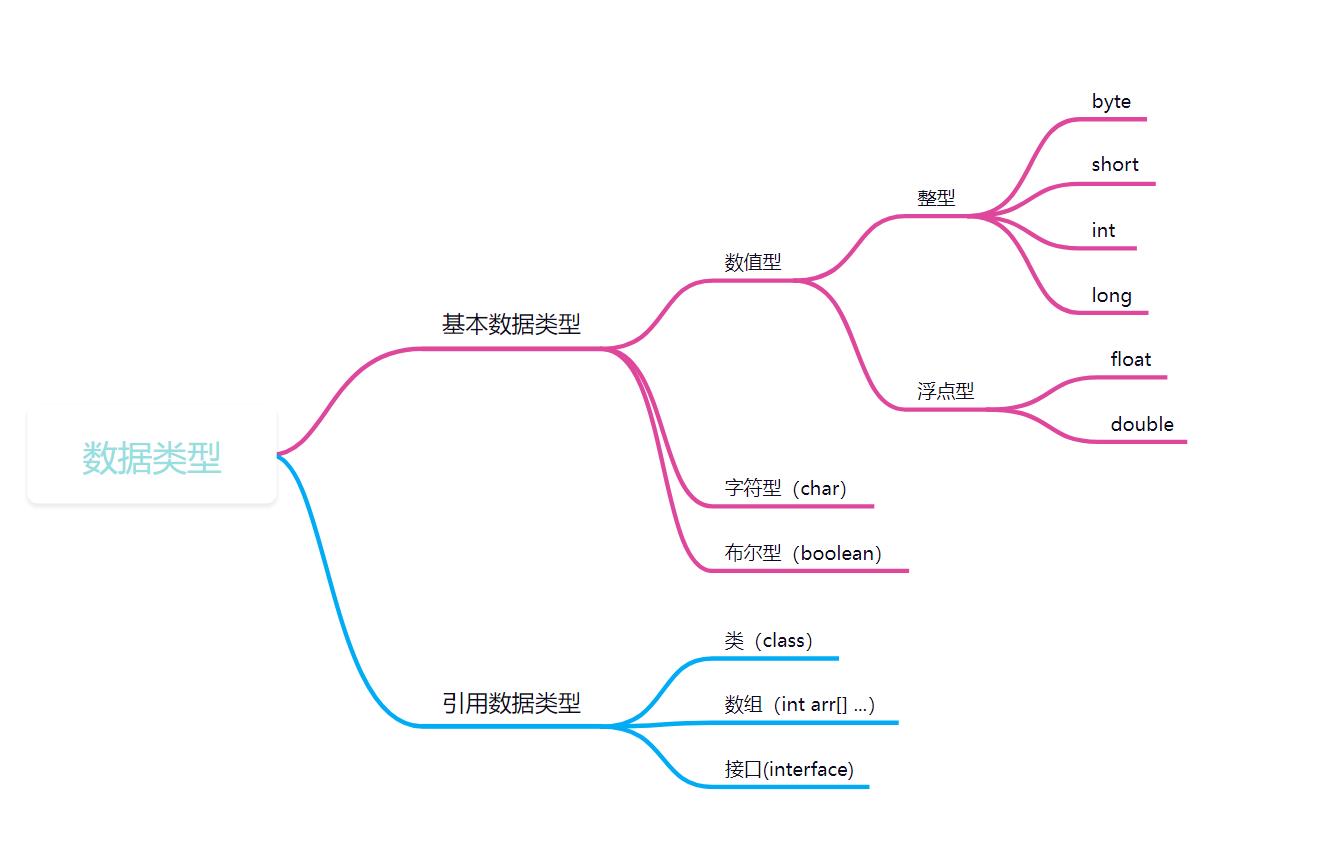 数据类型
基本数据类型
数值型
整型
byte
short
int
long
浮点型
float
double
字符型（char）
布尔型（boolean）
引用数据类型
类（class）
数组（int arr[] ...）
接口(interface)